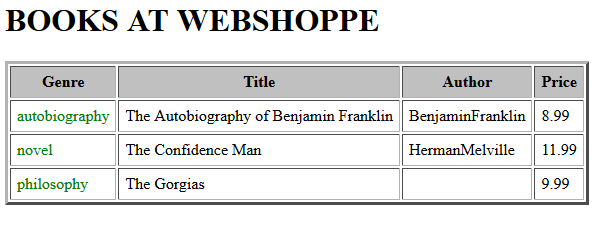 BOOKS AT WEBSHOPPE
Genre Title Author Price
autobiography The Autobiography of Benjamin Franklin BenjaminFranklin 8.99
novel The Confidence Man HermanMelville 11.99
philosophy The Gorgias 9.99